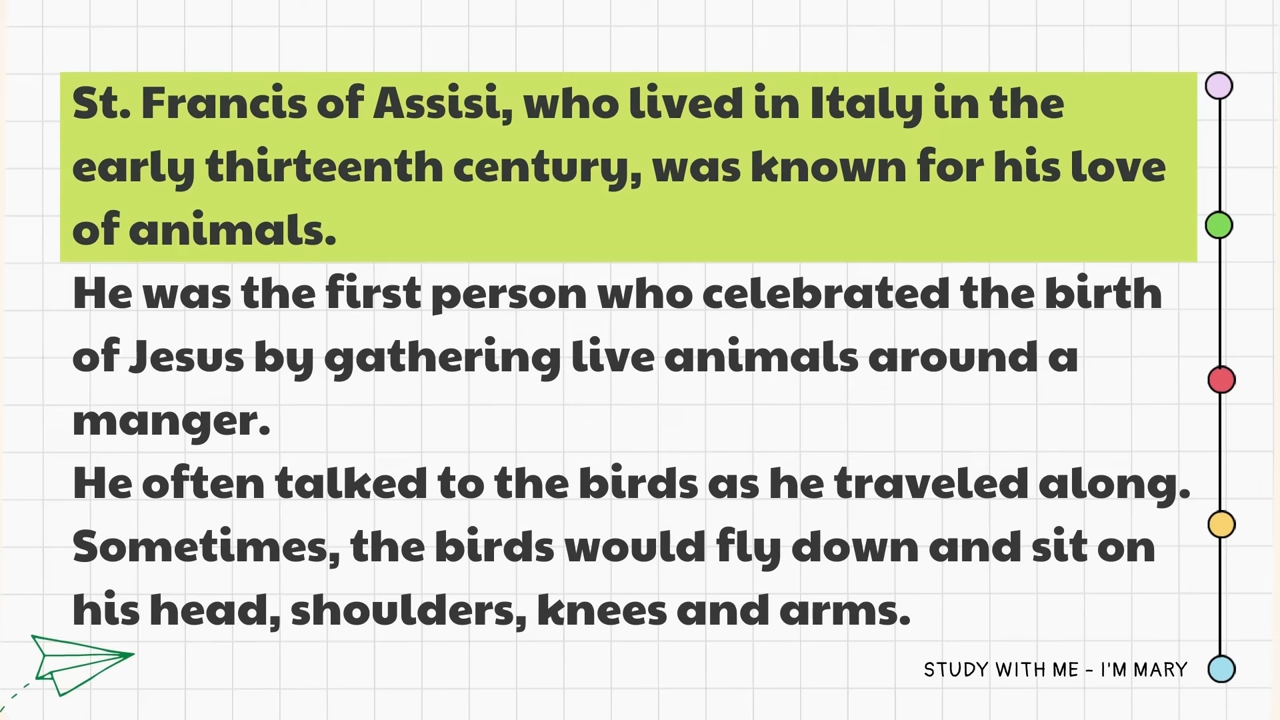 St. Francis of Assisi, who lived in Italy in the
early thirteenth century, was known for his love
of animals.
He was the first person who celebrated the birth
of Jesus by gathering live animals around a
manger.
He often talked to the birds as he traveled along.
Sometimes, the birds would fly down and sit on
his head, shoulders, knees and arms.
STUDY WITH ME - I'M MARY